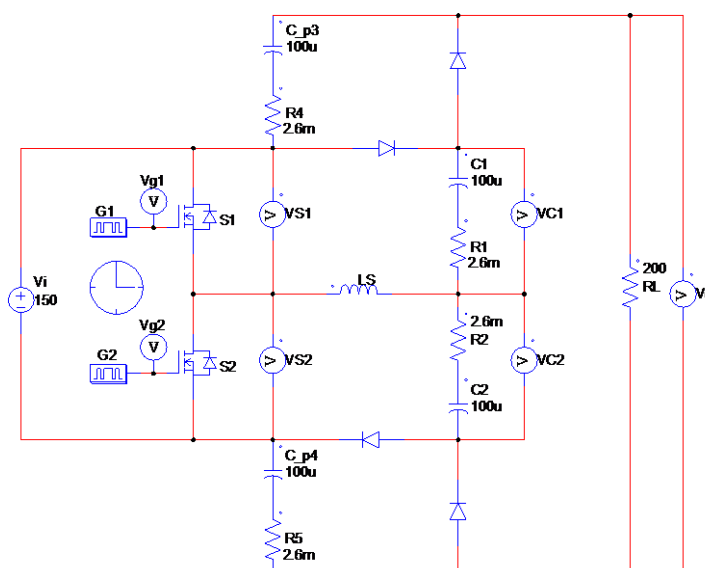 C_p3
100u
R4
2.6m
Vg1
V
G1
S1
V
VS1
C1
100u
V
VC1
R1
2.6m
Vi
150
LS
200
RL
V
Vg2
V
G2
S2
V
VS2
2.6m
R2
V
VC2
C2
100u
C_p4
100u
R5
2.6m